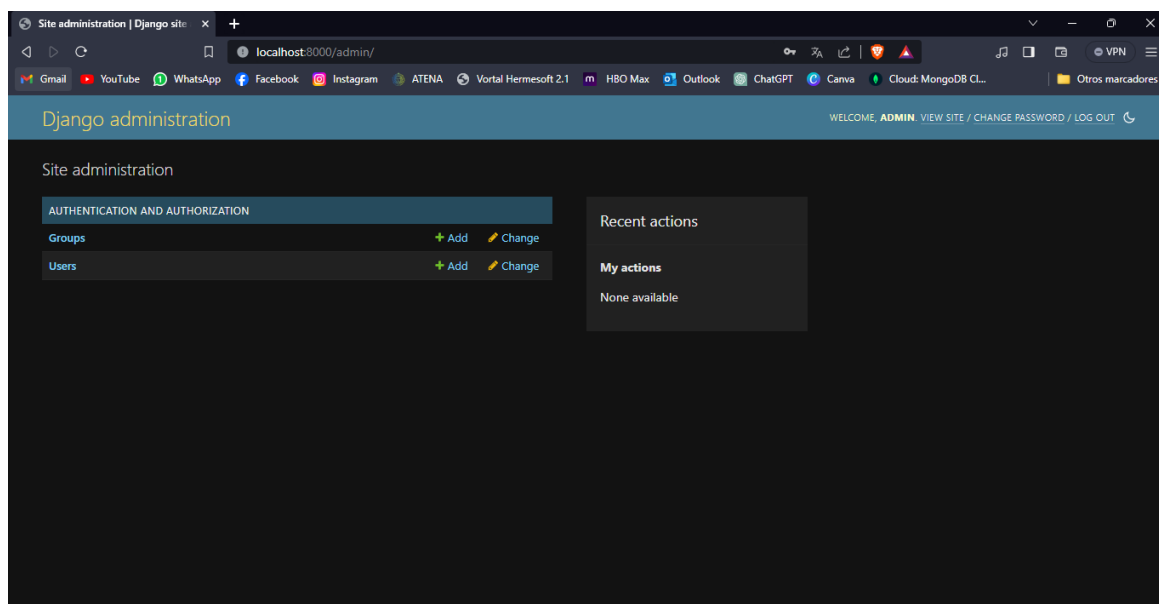 Site administration | Django site
localhost:8000/admin/
VPN
Gmail YouTube WhatsApp Facebook Instagram ATENA Vortal Hermesoft 2.1 HBO Max Outlook ChatGPT Canva Cloud: MongoDB Cl... Otros marcadores
Django administration
WELCOME, ADMIN. VIEW SITE / CHANGE PASSWORD / LOG OUT
Site administration
AUTHENTICATION AND AUTHORIZATION
Groups + Add Change
Users + Add Change
Recent actions
My actions
None available